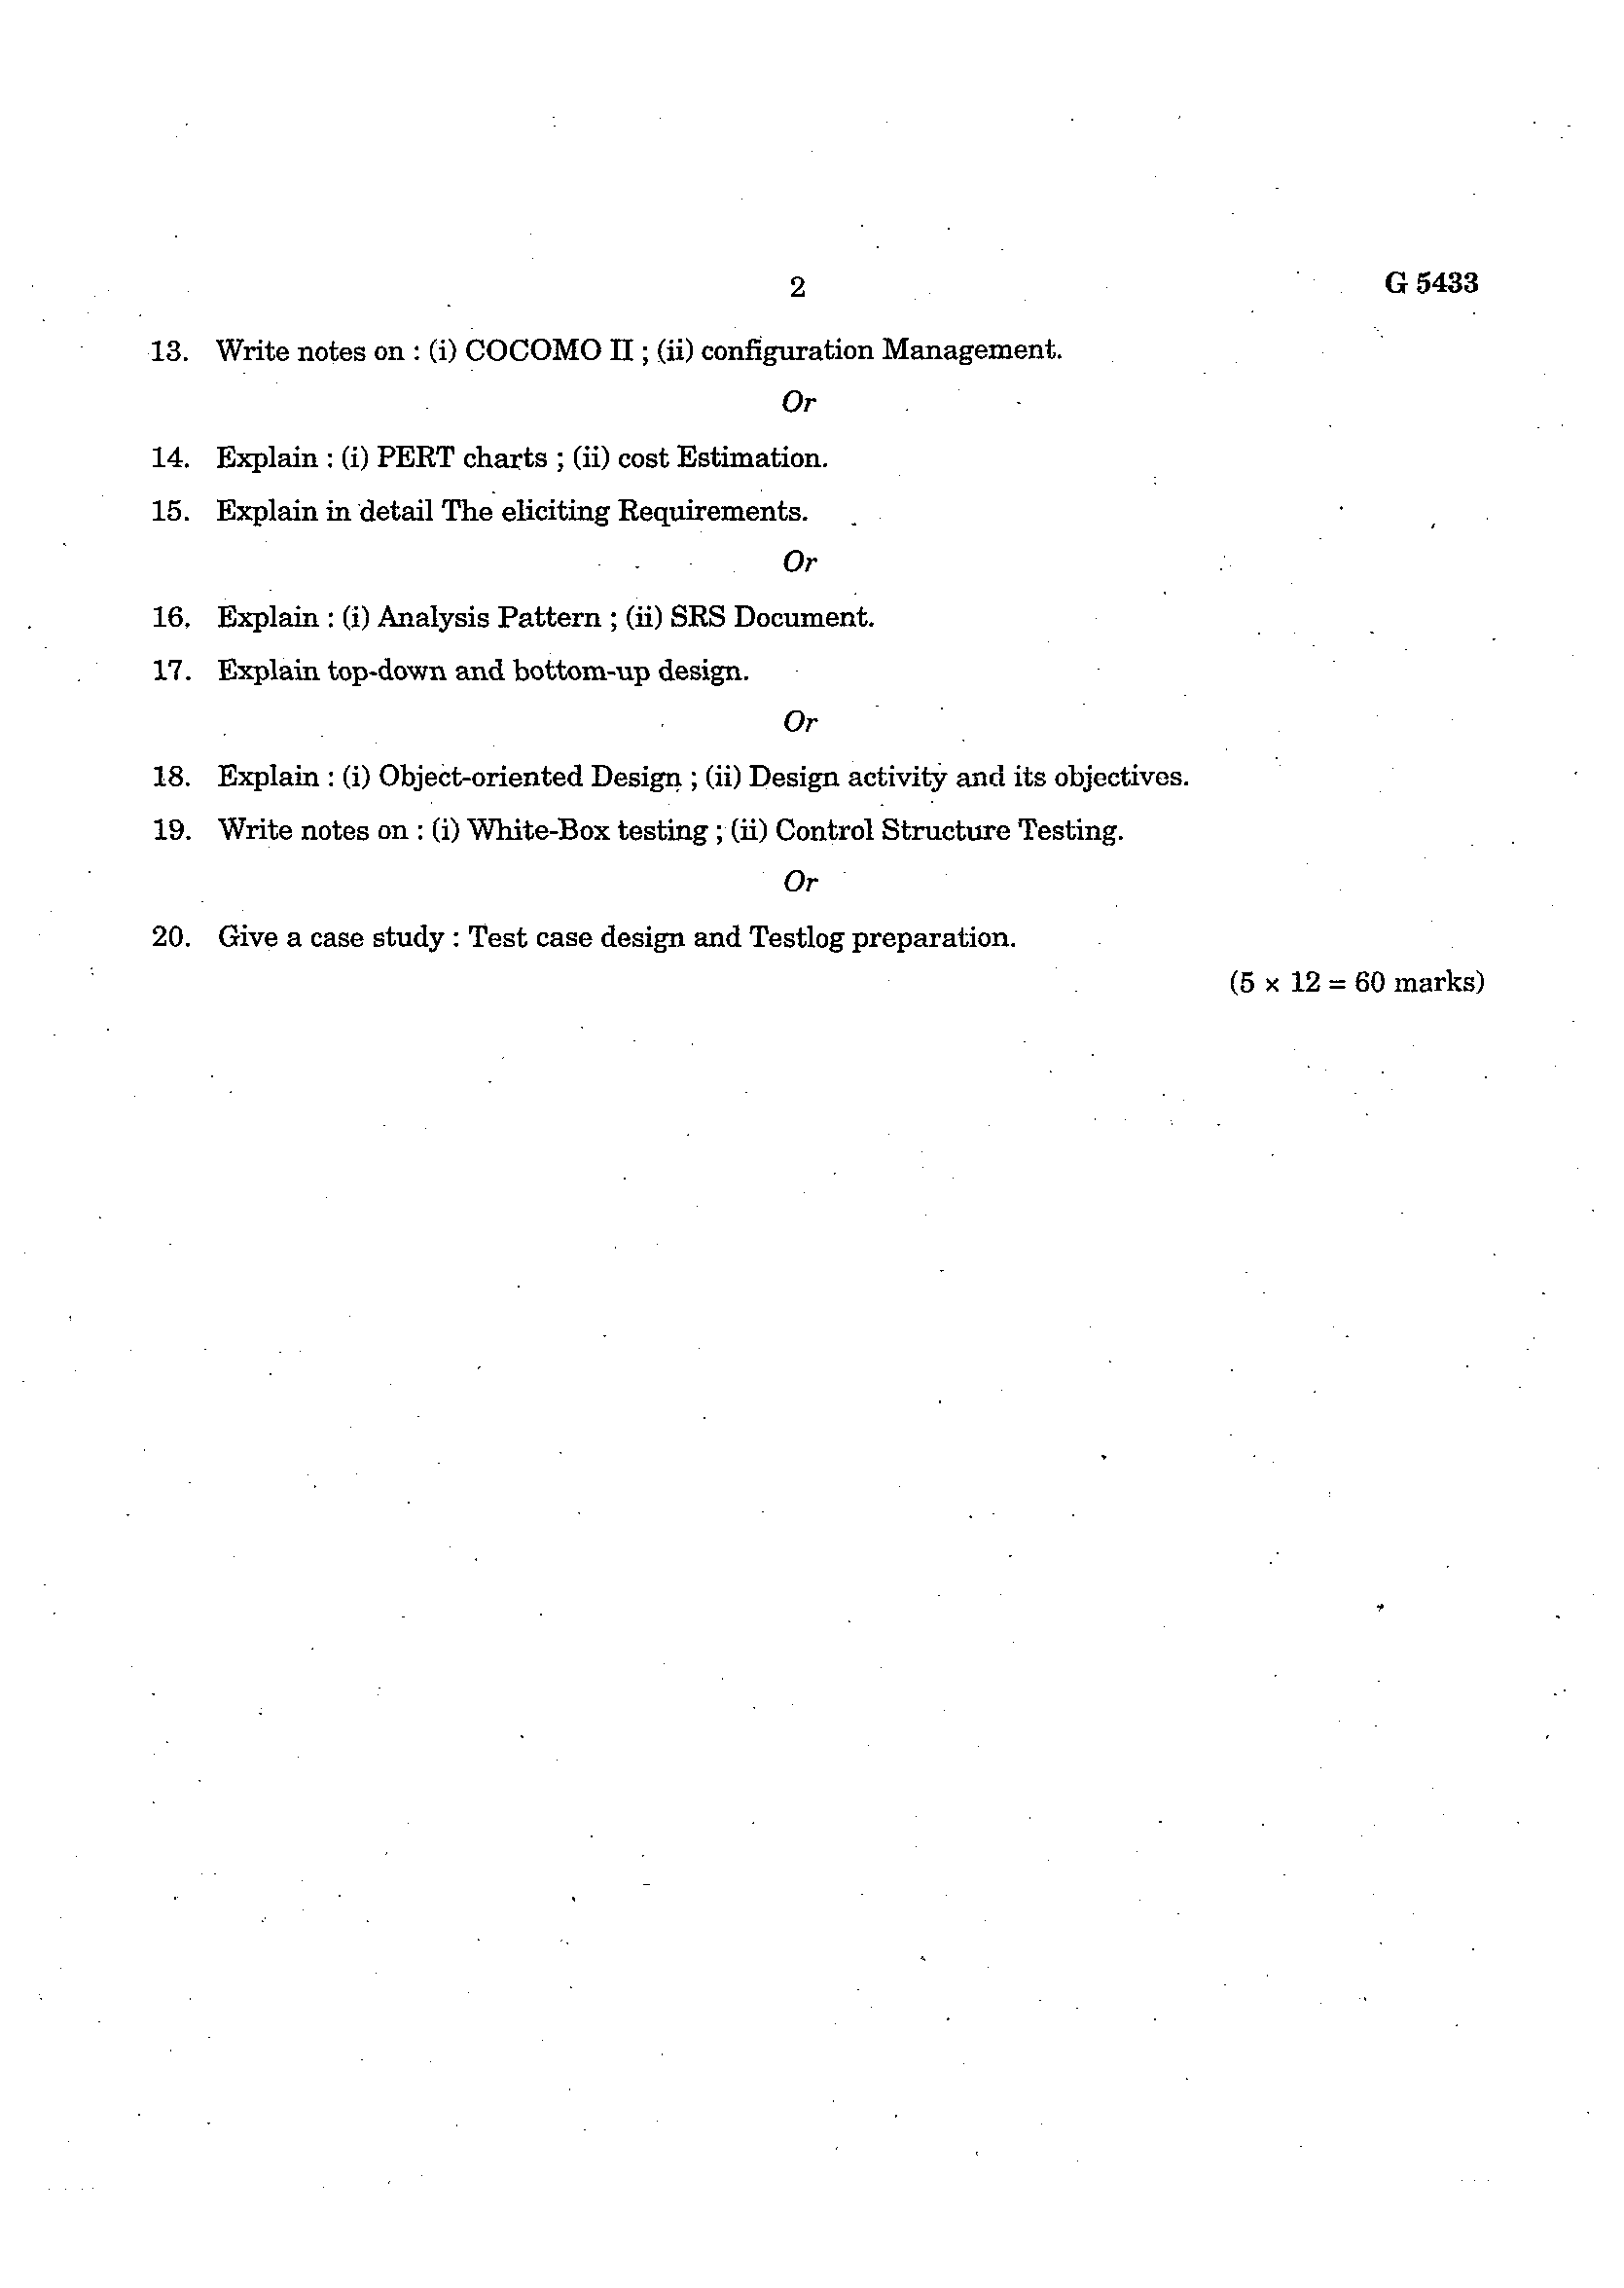 2
G 5433
13. Write notes on : (i) COCOMO II ; (ii) configuration Management.
Or
14. Explain : (i) PERT charts ; (ii) cost Estimation.
15. Explain in detail The eliciting Requirements.
Or
16. Explain : (i) Analysis Pattern ; (ii) SRS Document.
17. Explain top-down and bottom-up design.
Or
18. Explain : (i) Object-oriented Design ; (ii) Design activity and its objectives.
19. Write notes on : (i) White-Box testing ; (ii) Control Structure Testing.
Or
20. Give a case study : Test case design and Testlog preparation.
(5 × 12 = 60 marks)